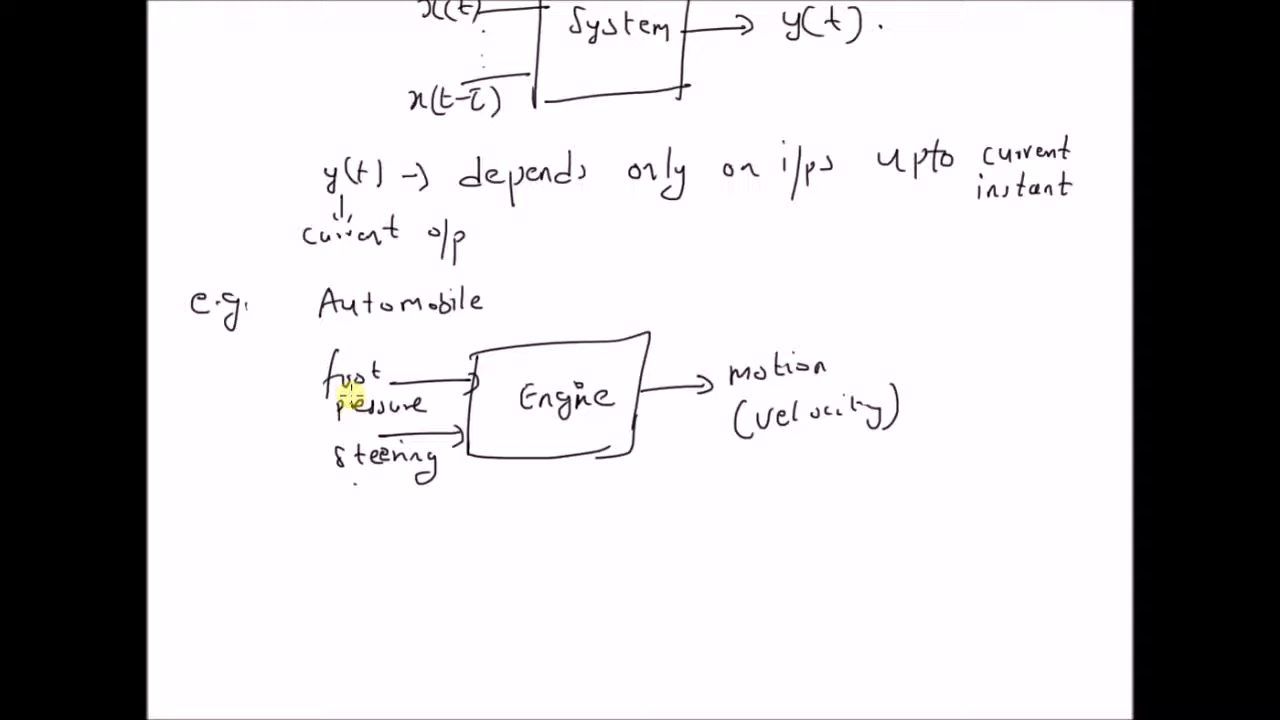 x(t)
System
y(t).
x(t-τ)
y(t) → depends only on i/ps upto current instant
current o/p
e.g. Automobile
foot pressure
steering
Engine
motion (velocity)